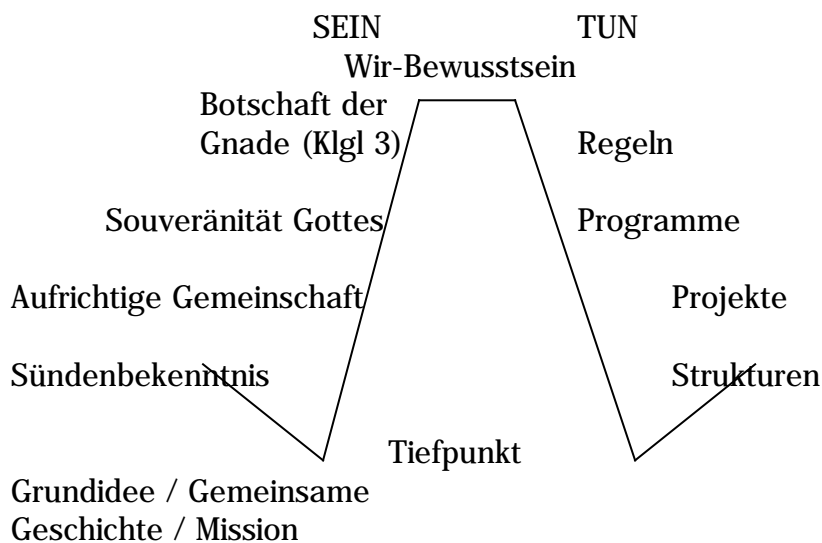 SEIN TUN
Wir-Bewusstsein
Botschaft der
Gnade (Klgl 3) Regeln
Souveränität Gottes Programme
Aufrichtige Gemeinschaft Projekte
Sündenbekenntnis Strukturen
Tiefpunkt
Grundidee / Gemeinsame
Geschichte / Mission